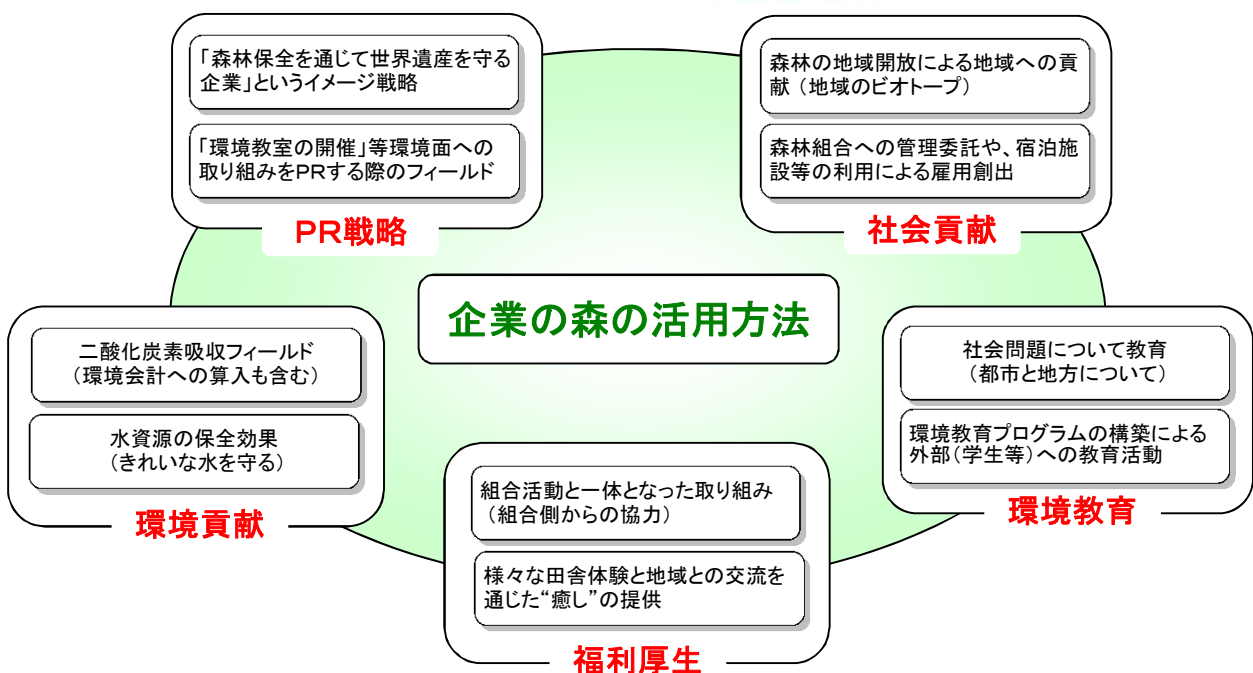 「森林保全を通じて世界遺産を守る
企業」というイメージ戦略
「環境教室の開催」等環境面への
取り組みをPRする際のフィールド
PR戦略
森林の地域開放による地域への貢
献（地域のビオトープ）
森林組合への管理委託や、宿泊施
設等の利用による雇用創出
社会貢献
企業の森の活用方法
二酸化炭素吸収フィールド
（環境会計への算入も含む）
水資源の保全効果
（きれいな水を守る）
環境貢献
社会問題について教育
（都市と地方について）
環境教育プログラムの構築による
外部（学生等）への教育活動
環境教育
組合活動と一体となった取り組み
（組合側からの協力）
様々な田舎体験と地域との交流を
通じた“癒し”の提供
福利厚生